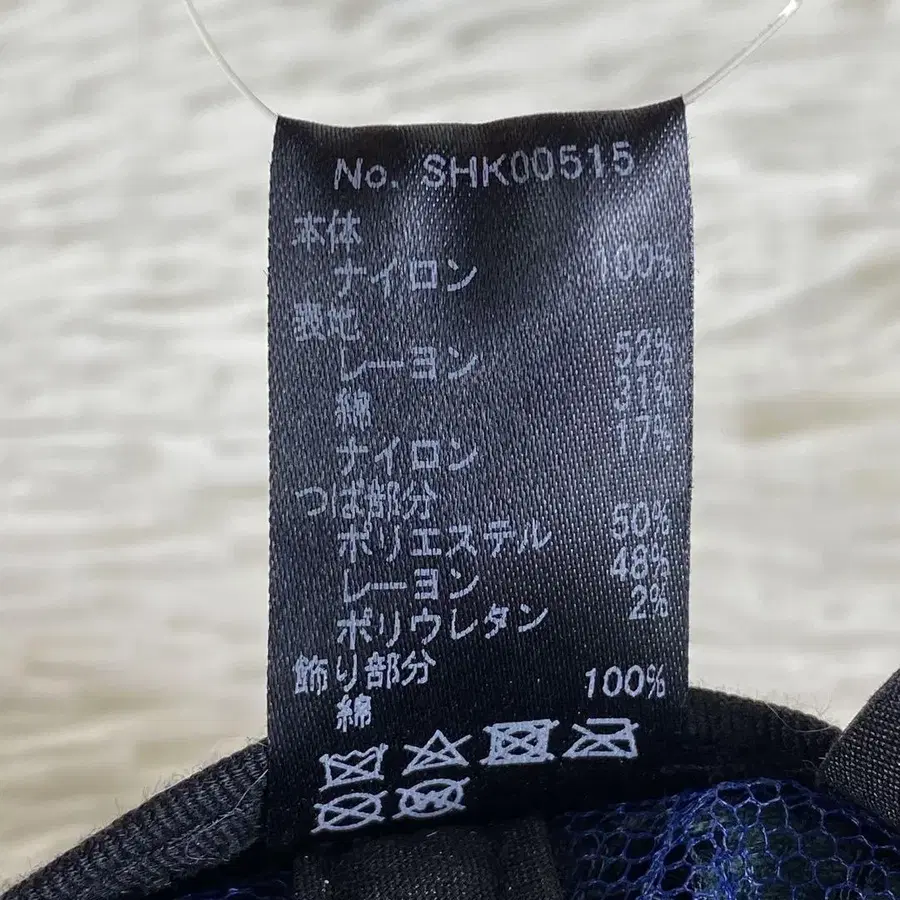 No. SHK00515
本体
ナイロン 100%
表地
レーヨン 52%
綿 31%
ナイロン 17%
つば部分
ポリエステル 50%
レーヨン 48%
ポリウレタン 2%
飾り部分
綿 100%